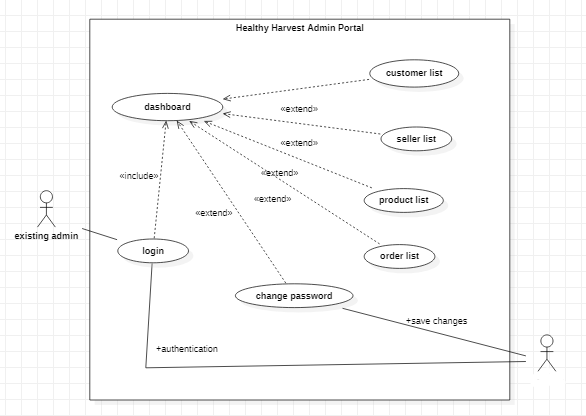 Healthy Harvest Admin Portal
customer list
dashboard
«extend»
seller list
«extend»
«extend»
«include»
«extend»
product list
«extend»
existing admin
login
order list
change password
+save changes
+authentication